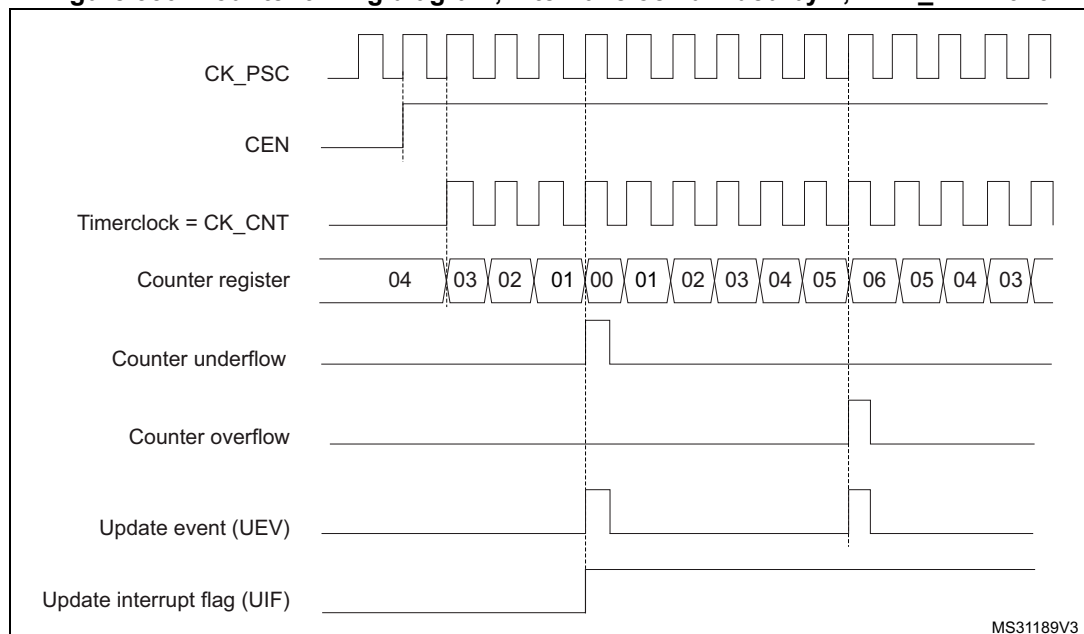 CK_PSC
CEN
Timerclock = CK_CNT
Counter register 04 03 02 01 00 01 02 03 04 05 06 05 04 03
Counter underflow
Counter overflow
Update event (UEV)
Update interrupt flag (UIF)
MS31189V3